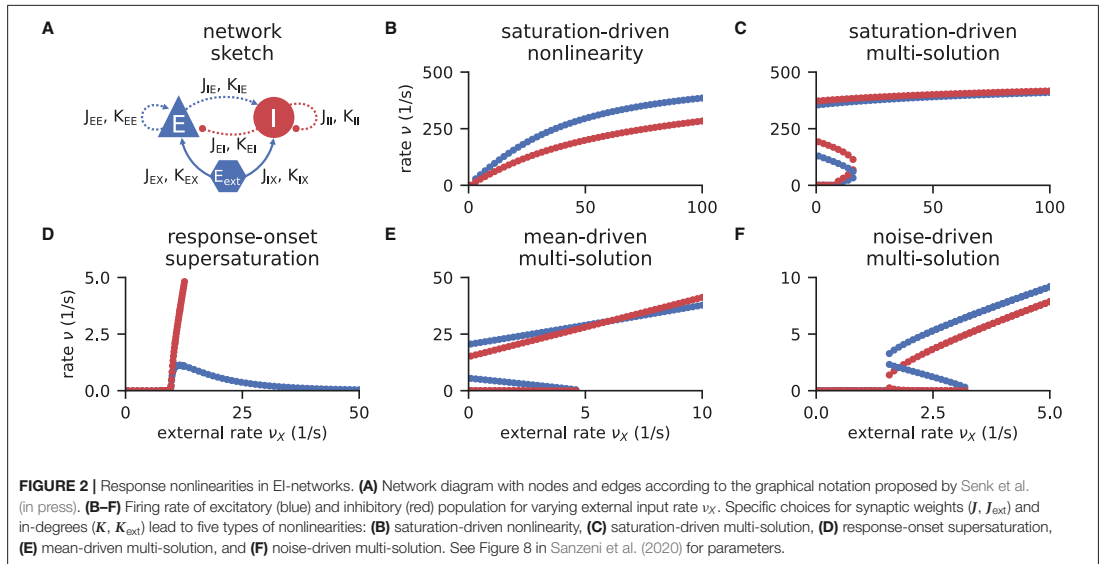 A
network
sketch
J_IE, K_IE
J_EE, K_EE
E
I
J_II, K_II
J_EI, K_EI
J_EX, K_EX
E_ext
J_IX, K_IX
B
saturation-driven
nonlinearity
rate ν (1/s)
500
250
0
0
50
100
C
saturation-driven
multi-solution
500
250
0
0
50
100
D
response-onset
supersaturation
rate ν (1/s)
5.0
2.5
0.0
0
25
50
external rate ν_X (1/s)
E
mean-driven
multi-solution
50
25
0
0
5
10
external rate ν_X (1/s)
F
noise-driven
multi-solution
10
5
0
0.0
2.5
5.0
external rate ν_X (1/s)
FIGURE 2 | Response nonlinearities in EI-networks. (A) Network diagram with nodes and edges according to the graphical notation proposed by Senk et al.
(in press). (B–F) Firing rate of excitatory (blue) and inhibitory (red) population for varying external input rate ν_X. Specific choices for synaptic weights (J, J_ext) and
in-degrees (K, K_ext) lead to five types of nonlinearities: (B) saturation-driven nonlinearity, (C) saturation-driven multi-solution, (D) response-onset supersaturation,
(E) mean-driven multi-solution, and (F) noise-driven multi-solution. See Figure 8 in Sanzeni et al. (2020) for parameters.